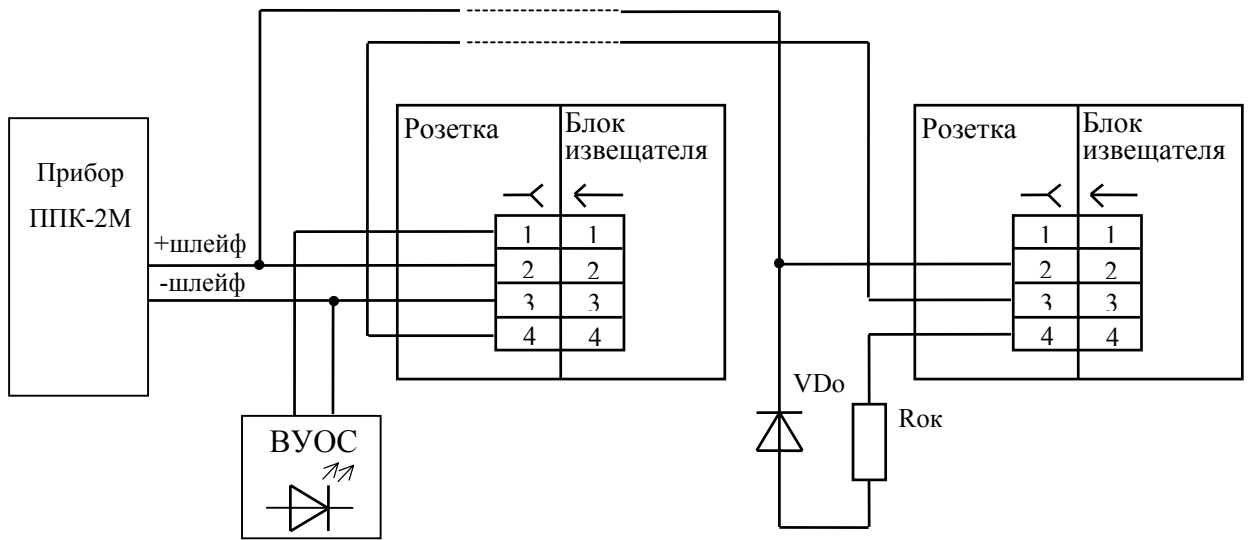 Прибор
ППК-2М
+шлейф
-шлейф
Розетка
Блок
извещателя
1 1
2 2
3 3
4 4
ВУОС
Розетка
Блок
извещателя
1 1
2 2
3 3
4 4
VDo
Rок